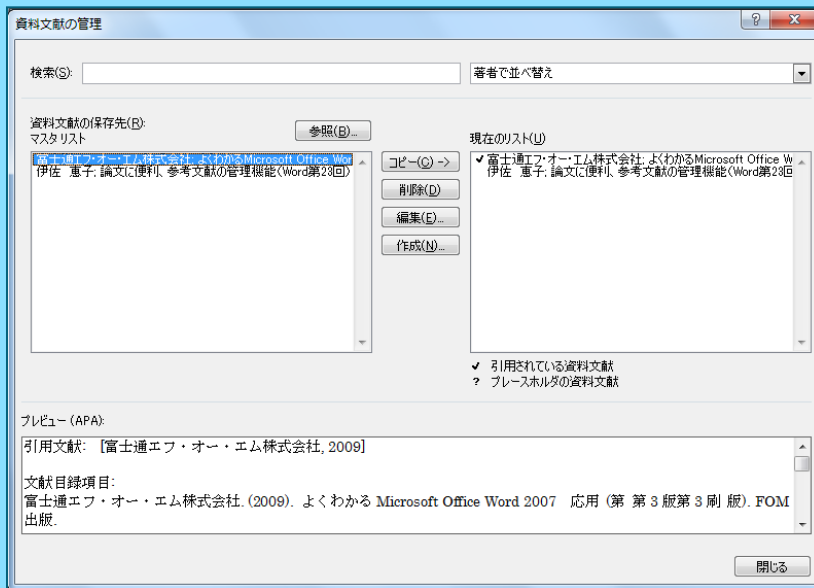 資料文献の管理
検索(S):
著者で並べ替え
資料文献の保存先(R):
マスタ リスト
参照(B)...
現在のリスト(U)
富士通エフ・オー・エム株式会社; よくわかるMicrosoft Office Wor
伊佐　恵子; 論文に便利、参考文献の管理機能(Word第23回)
コピー(C) ->
削除(D)
編集(E)...
作成(N)...
✔ 富士通エフ・オー・エム株式会社; よくわかるMicrosoft Office W
伊佐　恵子; 論文に便利、参考文献の管理機能(Word第23回
✔ 引用されている資料文献
? プレースホルダの資料文献
プレビュー (APA):
引用文献: [富士通エフ・オー・エム株式会社, 2009]
文献目録項目:
富士通エフ・オー・エム株式会社. (2009). よくわかる Microsoft Office Word 2007　応用 (第 第 3 版第 3 刷 版). FOM
出版.
閉じる